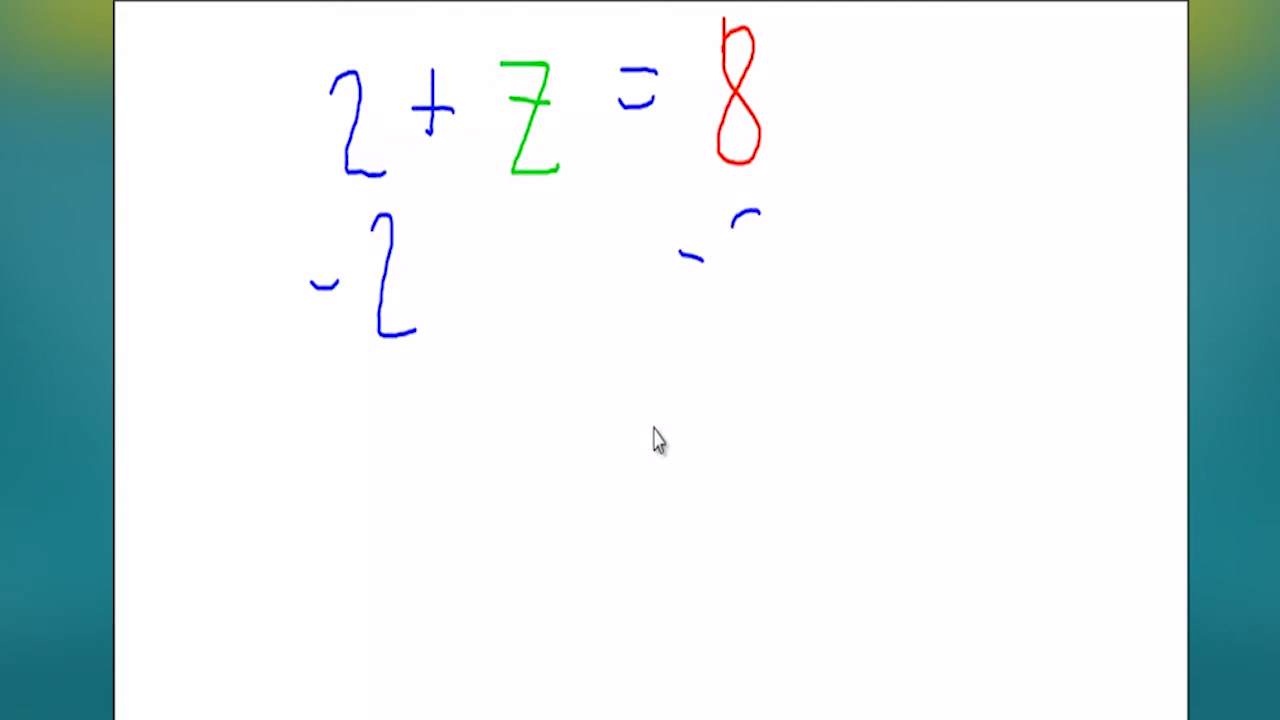 2 + z = 8
- 2 -